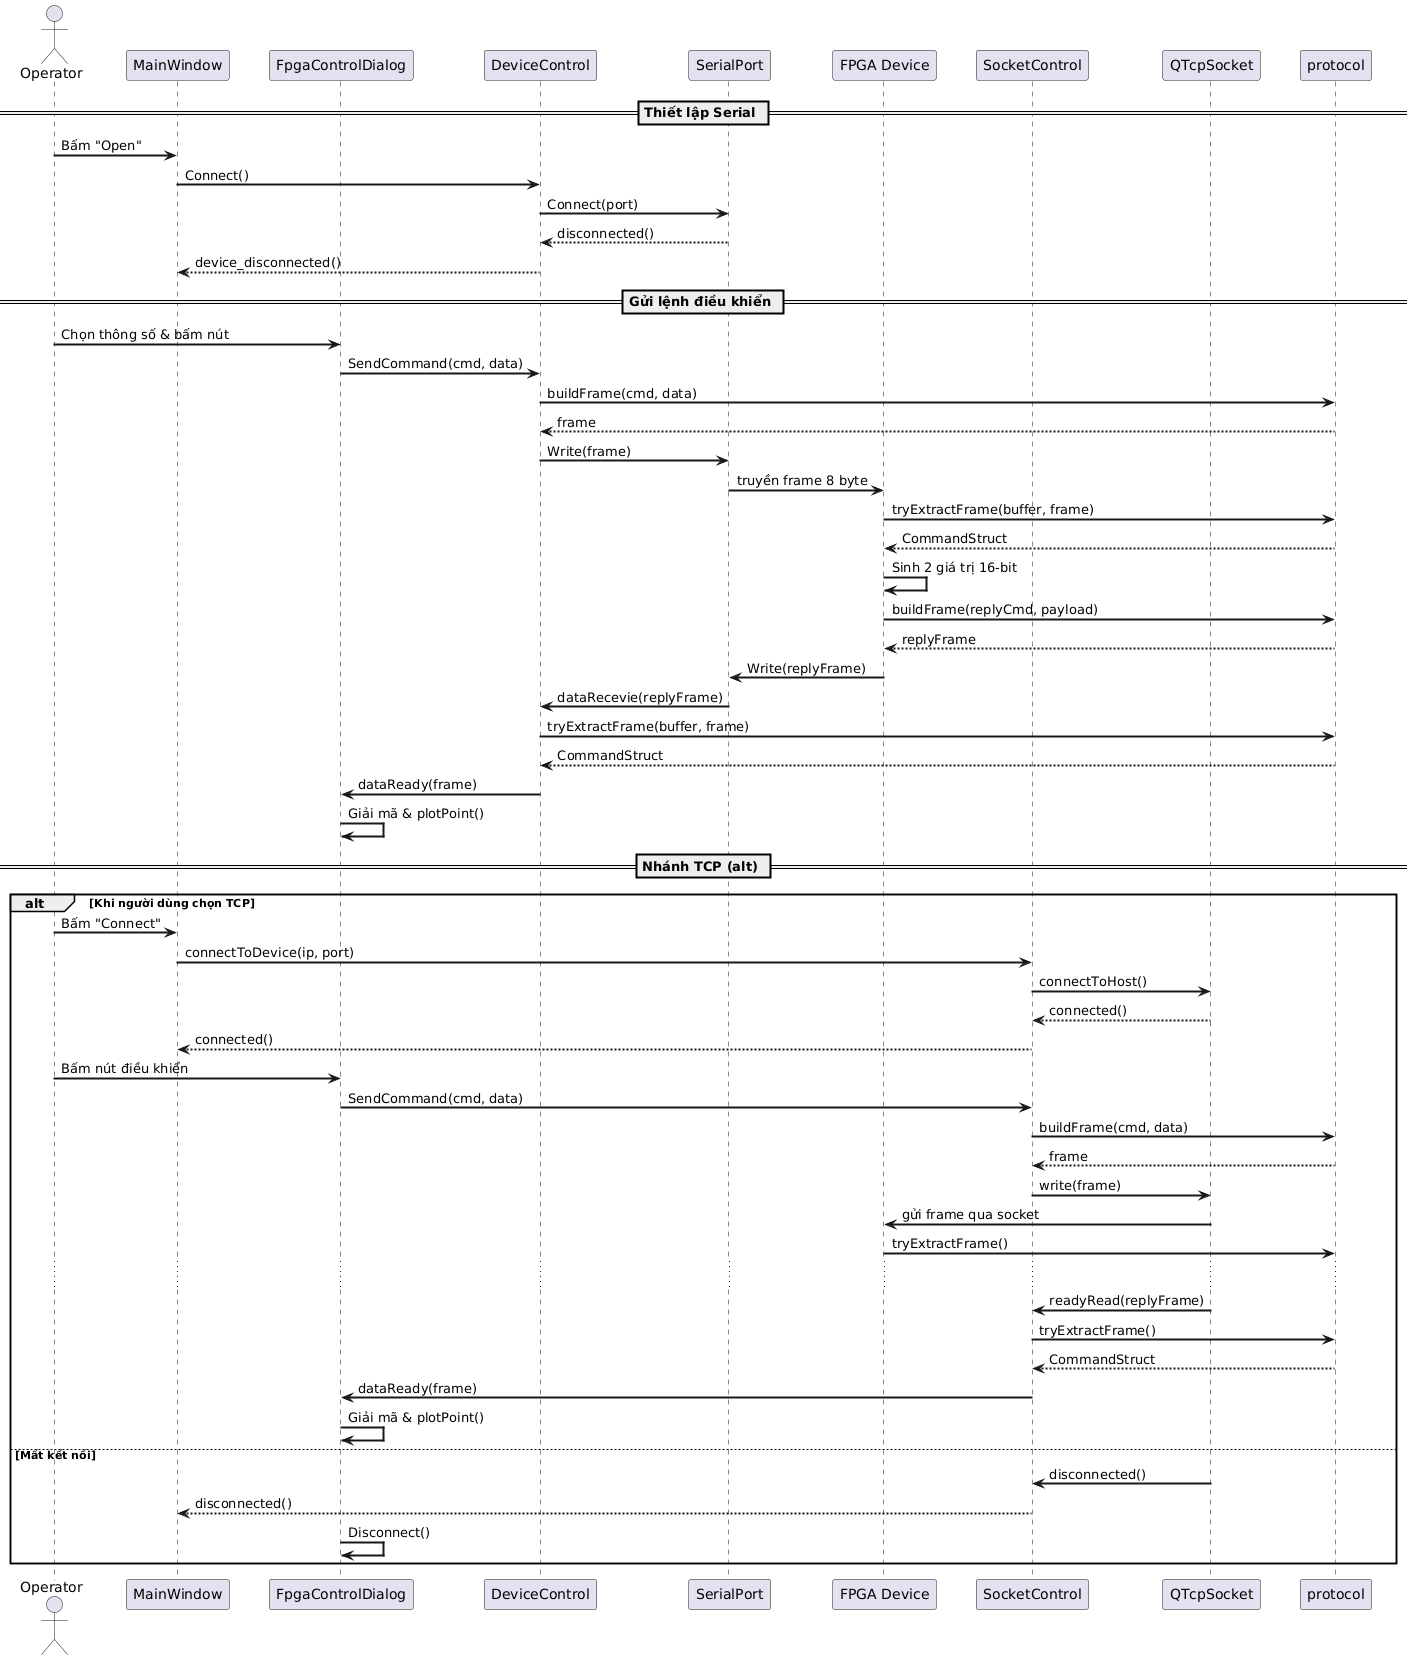 Operator
MainWindow
FpgaControlDialog
DeviceControl
SerialPort
FPGA Device
SocketControl
QTcpSocket
protocol
Thiết lập Serial
Bấm "Open"
Connect()
Connect(port)
disconnected()
device_disconnected()
Gửi lệnh điều khiển
Chọn thông số & bấm nút
SendCommand(cmd, data)
buildFrame(cmd, data)
frame
Write(frame)
truyền frame 8 byte
tryExtractFrame(buffer, frame)
CommandStruct
Sinh 2 giá trị 16-bit
buildFrame(replyCmd, payload)
replyFrame
Write(replyFrame)
dataRecevie(replyFrame)
tryExtractFrame(buffer, frame)
CommandStruct
dataReady(frame)
Giải mã & plotPoint()
Nhánh TCP (alt)
alt [Khi người dùng chọn TCP]
Bấm "Connect"
connectToDevice(ip, port)
connectToHost()
connected()
connected()
Bấm nút điều khiển
SendCommand(cmd, data)
buildFrame(cmd, data)
frame
write(frame)
gửi frame qua socket
tryExtractFrame()
readyRead(replyFrame)
tryExtractFrame()
CommandStruct
dataReady(frame)
Giải mã & plotPoint()
[Mất kết nối]
disconnected()
disconnected()
Disconnect()
Operator
MainWindow
FpgaControlDialog
DeviceControl
SerialPort
FPGA Device
SocketControl
QTcpSocket
protocol